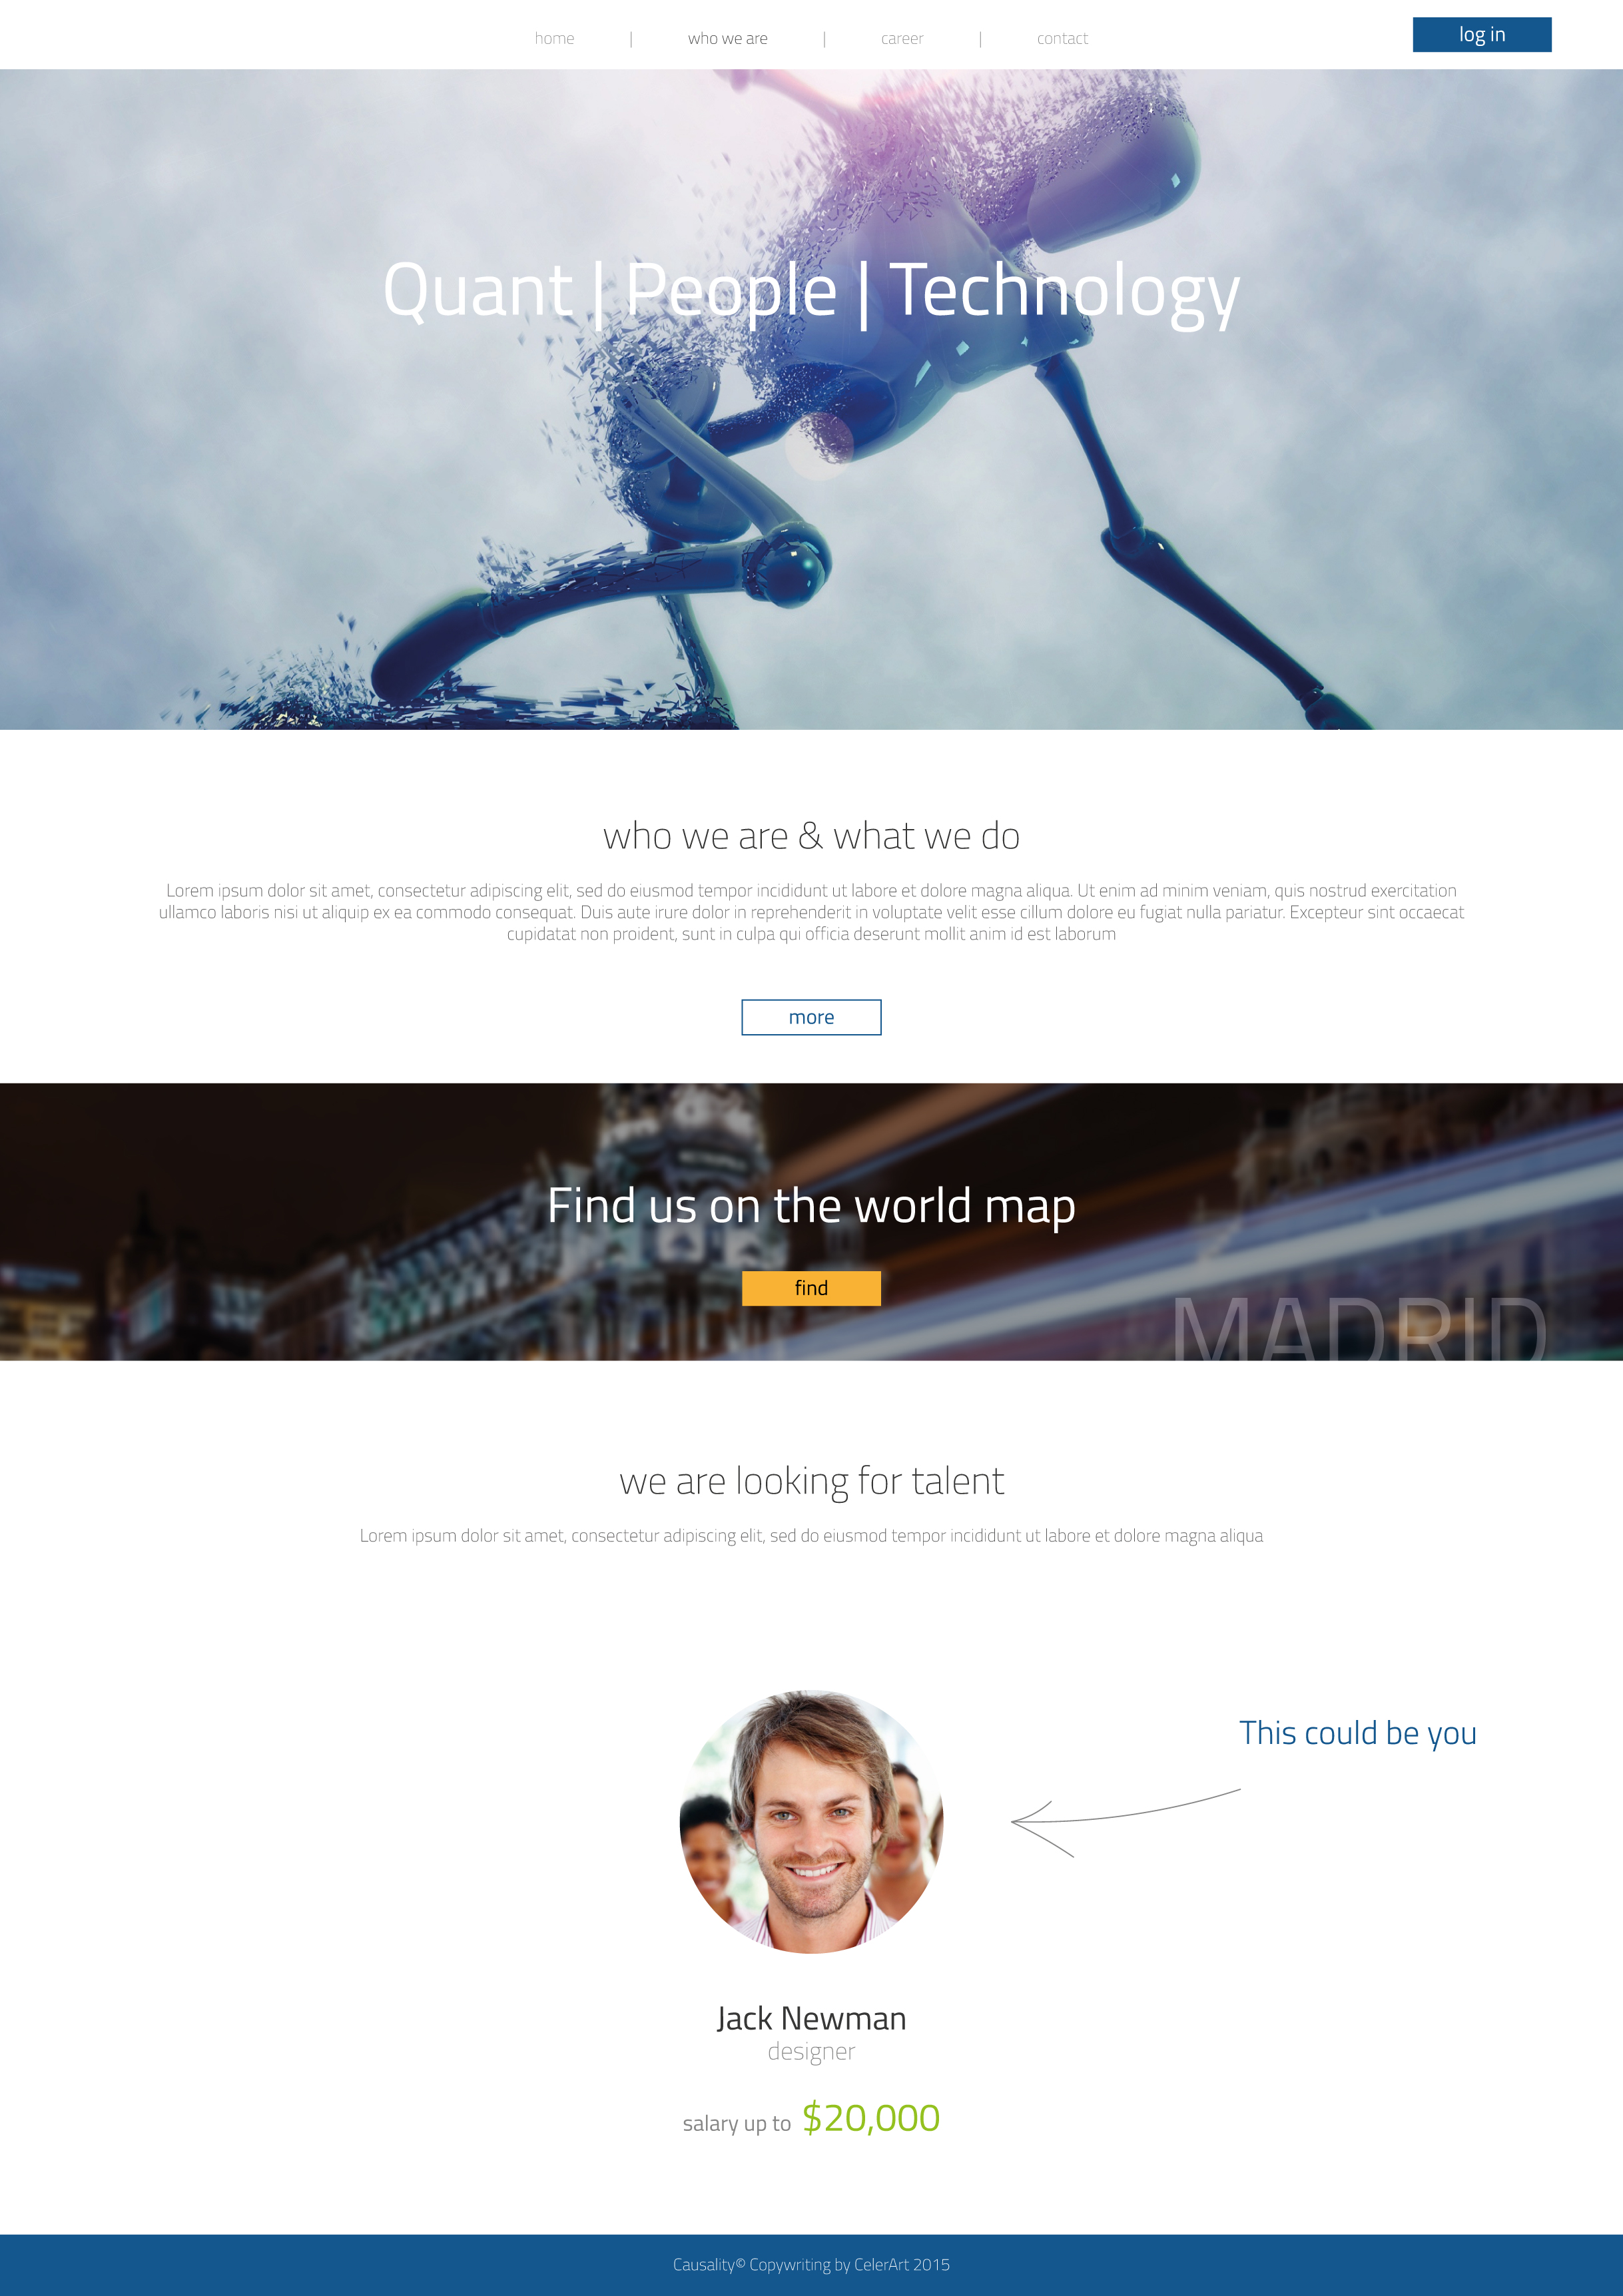 home | who we are | career | contact
log in
Quant | People | Technology
who we are & what we do
Lorem ipsum dolor sit amet, consectetur adipiscing elit, sed do eiusmod tempor incididunt ut labore et dolore magna aliqua. Ut enim ad minim veniam, quis nostrud exercitation
ullamco laboris nisi ut aliquip ex ea commodo consequat. Duis aute irure dolor in reprehenderit in voluptate velit esse cillum dolore eu fugiat nulla pariatur. Excepteur sint occaecat
cupidatat non proident, sunt in culpa qui officia deserunt mollit anim id est laborum
more
Find us on the world map
find
MADRID
we are looking for talent
Lorem ipsum dolor sit amet, consectetur adipiscing elit, sed do eiusmod tempor incididunt ut labore et dolore magna aliqua
This could be you
Jack Newman
designer
salary up to $20,000
Causality© Copywriting by CelerArt 2015